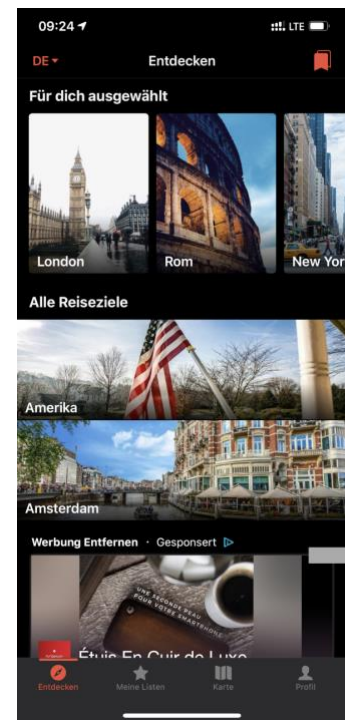 09:24 LTE
DE Entdecken
Für dich ausgewählt
London Rom New Yor
Alle Reiseziele
Amerika
Amsterdam
Werbung Entfernen · Gesponsert
UNE SECONDE PEAU
POUR VOTRE SMARTPHONE
Étuis En Cuir de Luxe
Entdecken Meine Listen Karte Profil